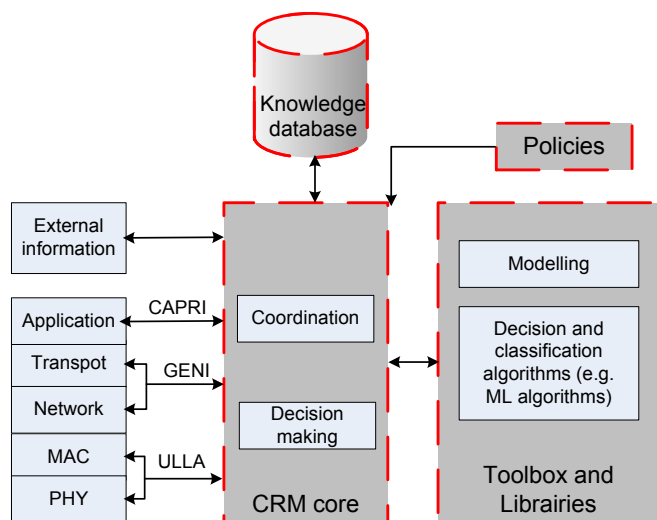 Knowledge
database
Policies
External
information
Application
Transpot
Network
MAC
PHY
CAPRI
GENI
ULLA
Coordination
Decision
making
CRM core
Modelling
Decision and
classification
algorithms (e.g.
ML algorithms)
Toolbox and
Librairies